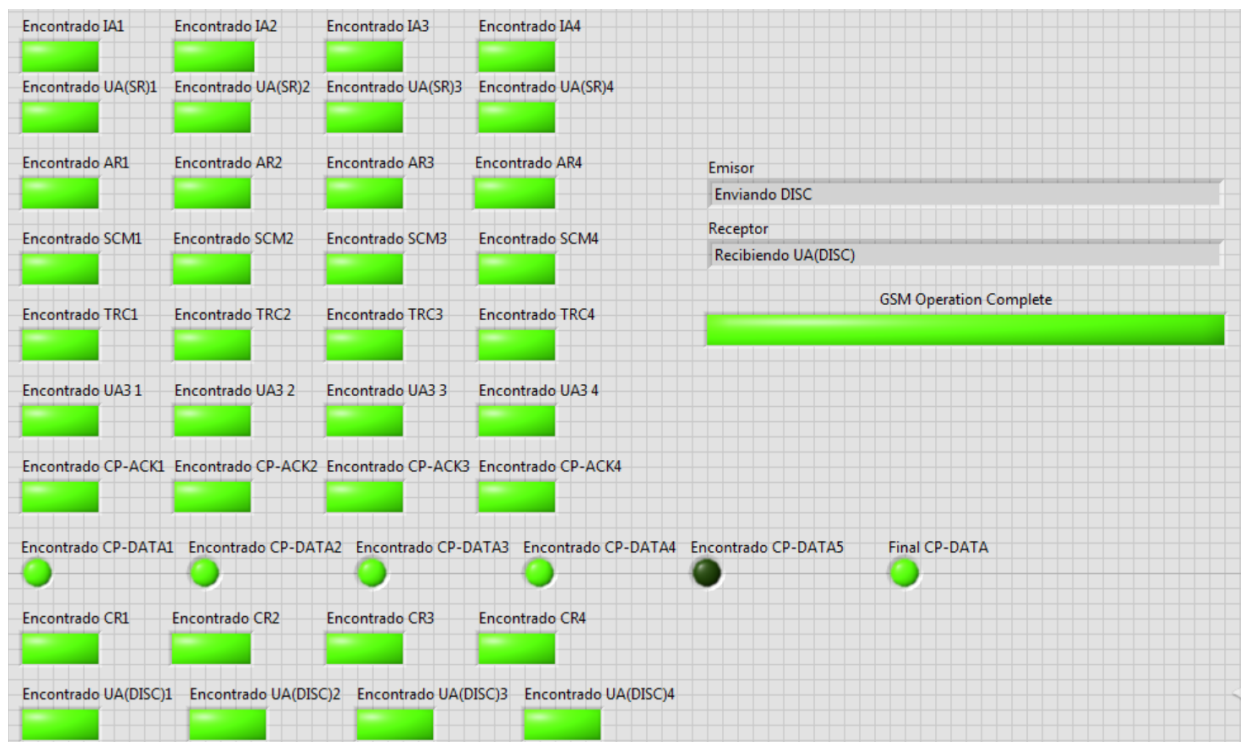 Encontrado IA1 Encontrado IA2 Encontrado IA3 Encontrado IA4
Encontrado UA(SR)1 Encontrado UA(SR)2 Encontrado UA(SR)3 Encontrado UA(SR)4
Encontrado AR1 Encontrado AR2 Encontrado AR3 Encontrado AR4
Emisor
Enviando DISC
Receptor
Recibiendo UA(DISC)
Encontrado SCM1 Encontrado SCM2 Encontrado SCM3 Encontrado SCM4
GSM Operation Complete
Encontrado TRC1 Encontrado TRC2 Encontrado TRC3 Encontrado TRC4
Encontrado UA3 1 Encontrado UA3 2 Encontrado UA3 3 Encontrado UA3 4
Encontrado CP-ACK1 Encontrado CP-ACK2 Encontrado CP-ACK3 Encontrado CP-ACK4
Encontrado CP-DATA1 Encontrado CP-DATA2 Encontrado CP-DATA3 Encontrado CP-DATA4 Encontrado CP-DATA5 Final CP-DATA
Encontrado CR1 Encontrado CR2 Encontrado CR3 Encontrado CR4
Encontrado UA(DISC)1 Encontrado UA(DISC)2 Encontrado UA(DISC)3 Encontrado UA(DISC)4